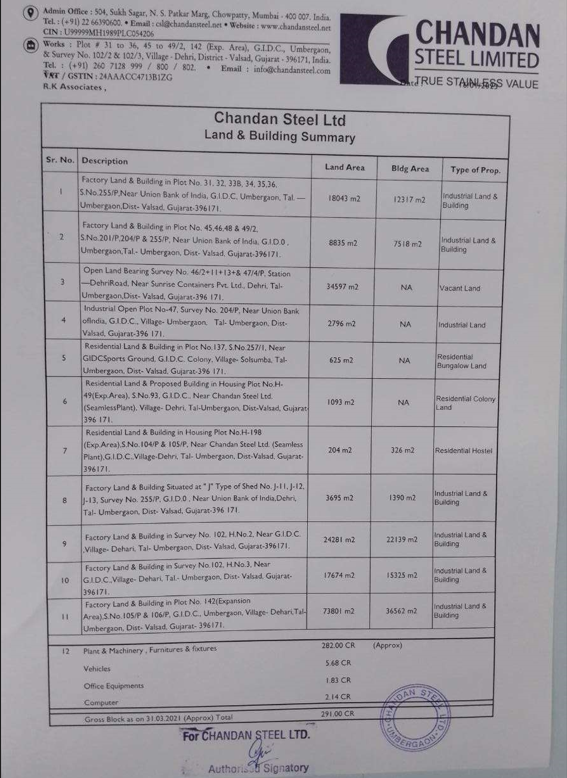 Admin Office : 504, Sukh Sagar, N. S. Patkar Marg, Chowpatty, Mumbai - 400 007. India.
Tel. : (+91) 22 66390600. • Email : csl@chandansteel.net • Website : www.chandansteel.net
CIN : U99999MH1989PLC054206
Works : Plot # 31 to 36, 45 to 49/2, 142 (Exp. Area), G.I.D.C, Umbergaon,
& Survey No. 102/2 & 102/3, Village - Dehri, District - Valsad, Gujarat - 396171, India.
Tel. : (+91) 260 7128 999 / 800 / 802. • Email : info@chandansteel.com
VAT / GSTIN : 24AAACC4713B1ZG
R.K Associates ,
CHANDAN
STEEL LIMITED
TRUE STAINLESS VALUE
Chandan Steel Ltd
Land & Building Summary
Sr. No. Description Land Area Bldg Area Type of Prop.
1 Factory Land & Building in Plot No. 31, 32, 33B, 34, 35,36, S.No.255/P,Near Union Bank of India, G.I.D.C, Umbergaon, Tal. — Umbergaon,Dist- Valsad, Gujarat-396171. 18043 m2 12317 m2 Industrial Land & Building
2 Factory Land & Building in Plot No. 45,46,48 & 49/2, S.No.201/P,204/P & 255/P, Near Union Bank of India, G.I.D.0 , Umbergaon,Tal.- Umbergaon, Dist- Valsad, Gujarat-396171. 8835 m2 7518 m2 Industrial Land & Building
3 Open Land Bearing Survey No. 46/2+11+13+& 47/4/P, Station —DehriRoad, Near Sunrise Containers Pvt. Ltd., Dehri, Tal- Umbergaon,Dist- Valsad, Gujarat-396 171. 34597 m2 NA Vacant Land
4 Industrial Open Plot No-47, Survey No. 204/P, Near Union Bank ofIndia, G.I.D.C., Village- Umbergaon, Tal- Umbergaon, Dist- Valsad, Gujarat-396 171. 2796 m2 NA Industrial Land
5 Residential Land & Building in Plot No.137, S.No.257/1, Near GIDCSports Ground, G.I.D.C. Colony, Village- Solsumba, Tal- Umbergaon, Dist- Valsad, Gujarat-396 171. 625 m2 NA Residential Bungalow Land
6 Residential Land & Proposed Building in Housing Plot No.H- 49(Exp.Area), S.No.93, G.I.D.C., Near Chandan Steel Ltd. (SeamlessPlant), Village- Dehri, Tal-Umbergaon, Dist-Valsad, Gujarat- 396 171. 1093 m2 NA Residential Colony Land
7 Residential Land & Building in Housing Plot No.H-198 (Exp.Area),S.No.104/P & 105/P, Near Chandan Steel Ltd. (Seamless Plant),G.I.D.C.,Village-Dehri, Tal- Umbergaon, Dist-Valsad, Gujarat- 396171. 204 m2 326 m2 Residential Hostel
8 Factory Land & Building Situated at " J" Type of Shed No. J-11, J-12, J-13, Survey No. 255/P, G.I.D.0 , Near Union Bank of India,Dehri, Tal- Umbergaon, Dist- Valsad, Gujarat-396 171. 3695 m2 1390 m2 Industrial Land & Building
9 Factory Land & Building in Survey No. 102, H.No.2, Near G.I.D.C. ,Village- Dehari, Tal- Umbergaon, Dist- Valsad, Gujarat-396171. 24281 m2 22139 m2 Industrial Land & Building
10 Factory Land & Building in Survey No.102, H.No.3, Near G.I.D.C.,Village- Dehari, Tal.- Umbergaon, Dist- Valsad, Gujarat- 396171. 17674 m2 15325 m2 Industrial Land & Building
11 Factory Land & Building in Plot No. 142(Expansion Area),S.No.105/P & 106/P, G.I.D.C., Umbergaon, Village- Dehari,Tal- Umbergaon, Dist- Valsad, Gujarat- 396171. 73801 m2 36562 m2 Industrial Land & Building
12 Plant & Machinery , Furnitures & fixtures 282.00 CR (Approx)
Vehicles 5.68 CR
Office Equipments 1.83 CR
Computer 2.14 CR
Gross Block as on 31.03.2021 (Approx) Total 291.00 CR
For CHANDAN STEEL LTD.
Authorised Signatory
CHANDAN STEEL LTD.
UMBERGAON